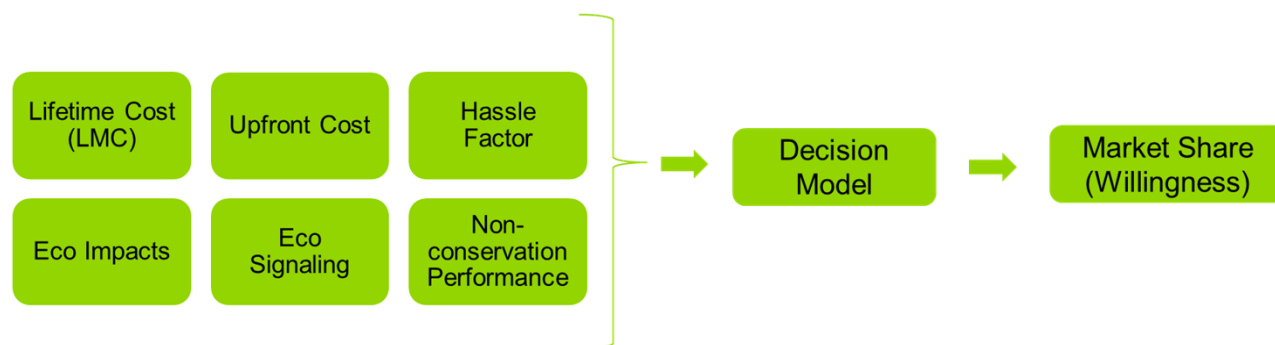 Lifetime Cost
(LMC)
Upfront Cost
Hassle
Factor
Eco Impacts
Eco
Signaling
Non-
conservation
Performance
Decision
Model
Market Share
(Willingness)